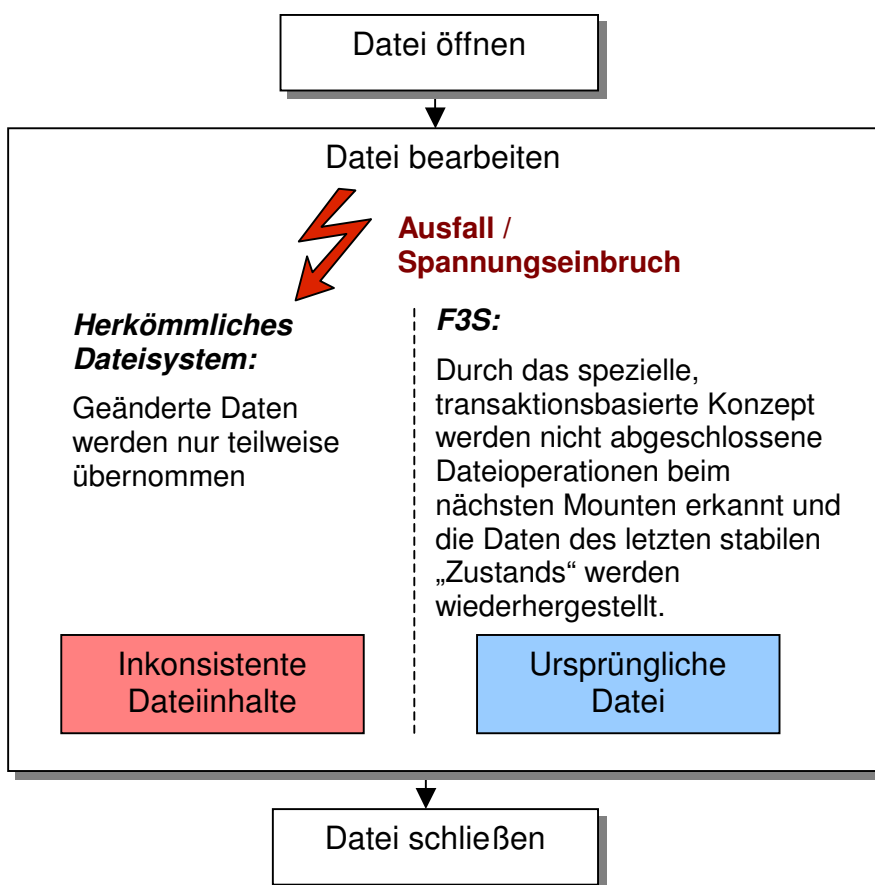 Datei öffnen
Datei bearbeiten
Ausfall /
Spannungseinbruch
Herkömmliches
Dateisystem:
Geänderte Daten
werden nur teilweise
übernommen
Inkonsistente
Dateiinhalte
F3S:
Durch das spezielle,
transaktionsbasierte Konzept
werden nicht abgeschlossene
Dateioperationen beim
nächsten Mounten erkannt und
die Daten des letzten stabilen
„Zustands“ werden
wiederhergestellt.
Ursprüngliche
Datei
Datei schließen